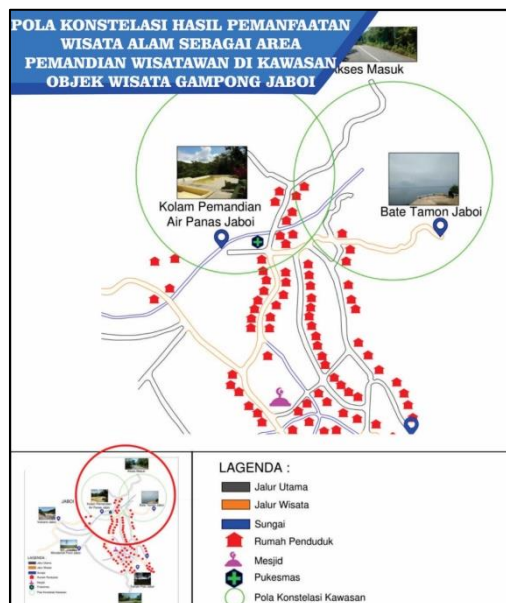 POLA KONSTELASI HASIL PEMANFAATAN
WISATA ALAM SEBAGAI AREA
PEMANDIAN WISATAWAN DI KAWASAN
OBJEK WISATA GAMPONG JABOI
Akses Masuk
Kolam Pemandian
Air Panas Jaboi
Bate Tamon Jaboi
JABOI
LAGENDA :
Jalur Utama
Jalur Wisata
Sungai
Rumah Penduduk
Mesjid
Pukesmas
Pola Konstelasi Kawasan